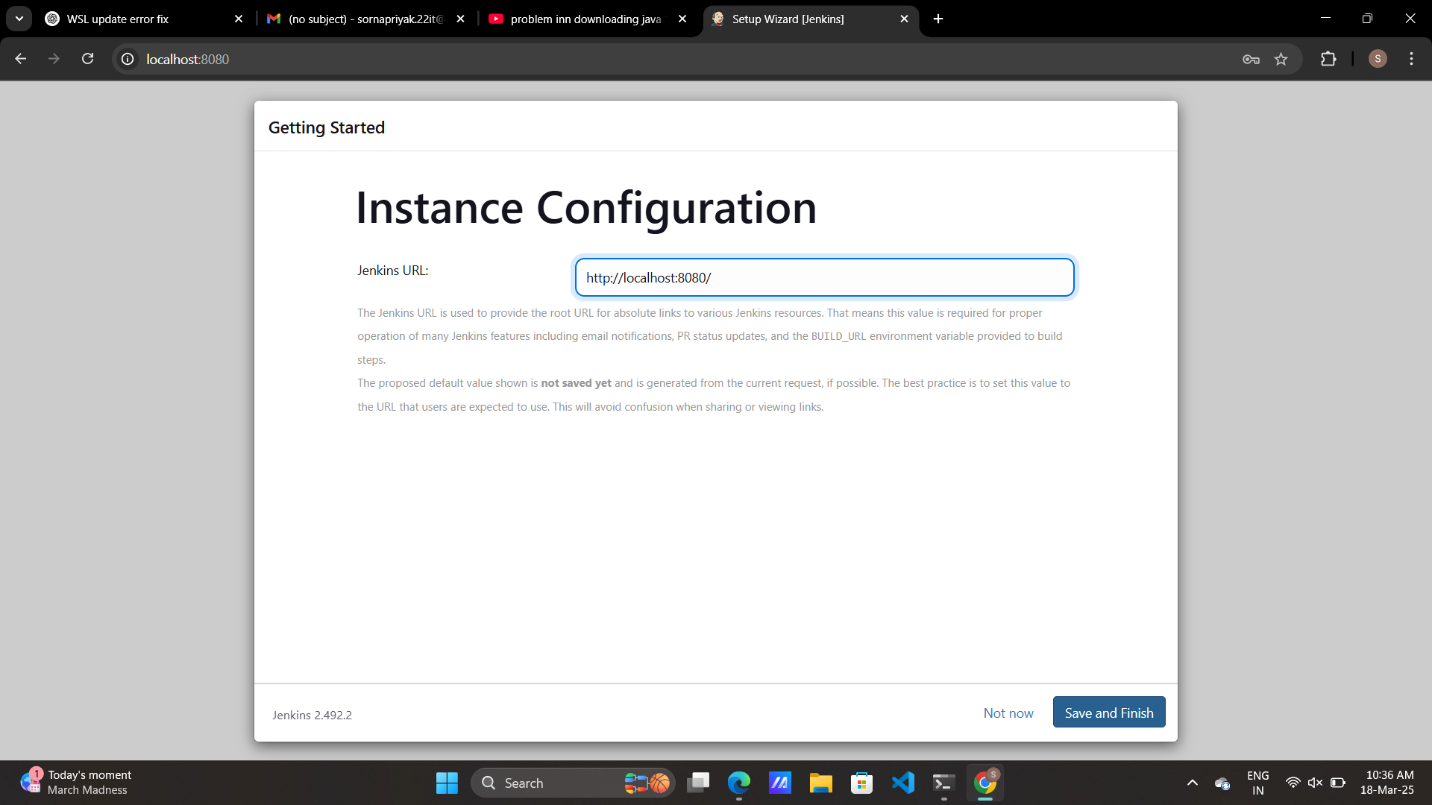 WSL update error fix
(no subject) - sornapriyak.22it@
problem inn downloading java
Setup Wizard [Jenkins]
localhost:8080
S
Getting Started
Instance Configuration
Jenkins URL:
http://localhost:8080/
The Jenkins URL is used to provide the root URL for absolute links to various Jenkins resources. That means this value is required for proper
operation of many Jenkins features including email notifications, PR status updates, and the BUILD_URL environment variable provided to build
steps.
The proposed default value shown is not saved yet and is generated from the current request, if possible. The best practice is to set this value to
the URL that users are expected to use. This will avoid confusion when sharing or viewing links.
Jenkins 2.492.2
Not now
Save and Finish
1
Today's moment
March Madness
Search
S
ENG
IN
10:36 AM
18-Mar-25